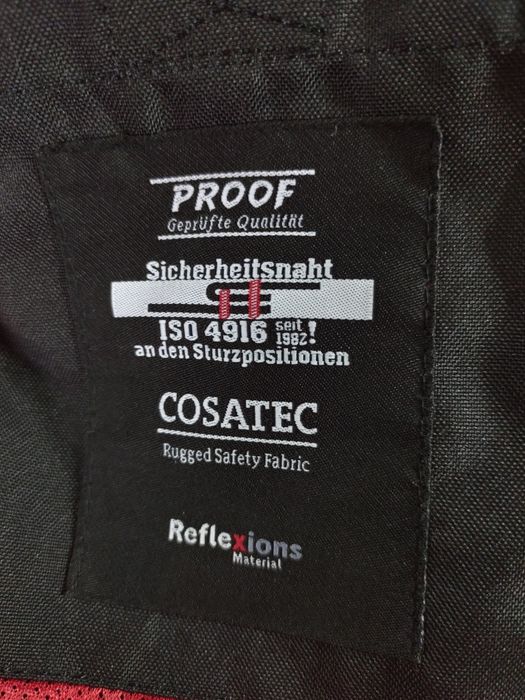 PROOF
Geprüfte Qualität
Sicherheitsnaht
ISO 4916 seit 1982!
an den Sturzpositionen
COSATEC
Rugged Safety Fabric
Reflexions
Material